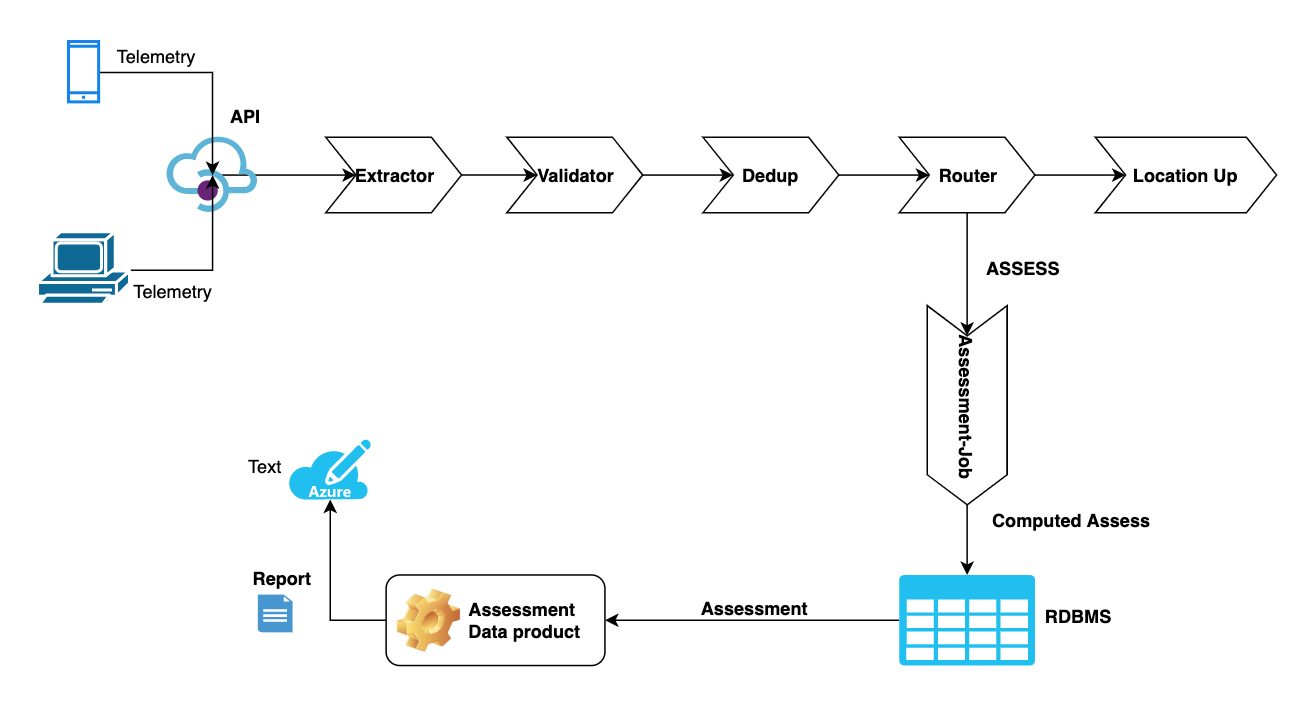 Telemetry
API
Extractor
Validator
Dedup
Router
Location Up
Telemetry
ASSESS
Assessment-Job
Text
Azure
Computed Assess
Report
Assessment
Data product
Assessment
RDBMS